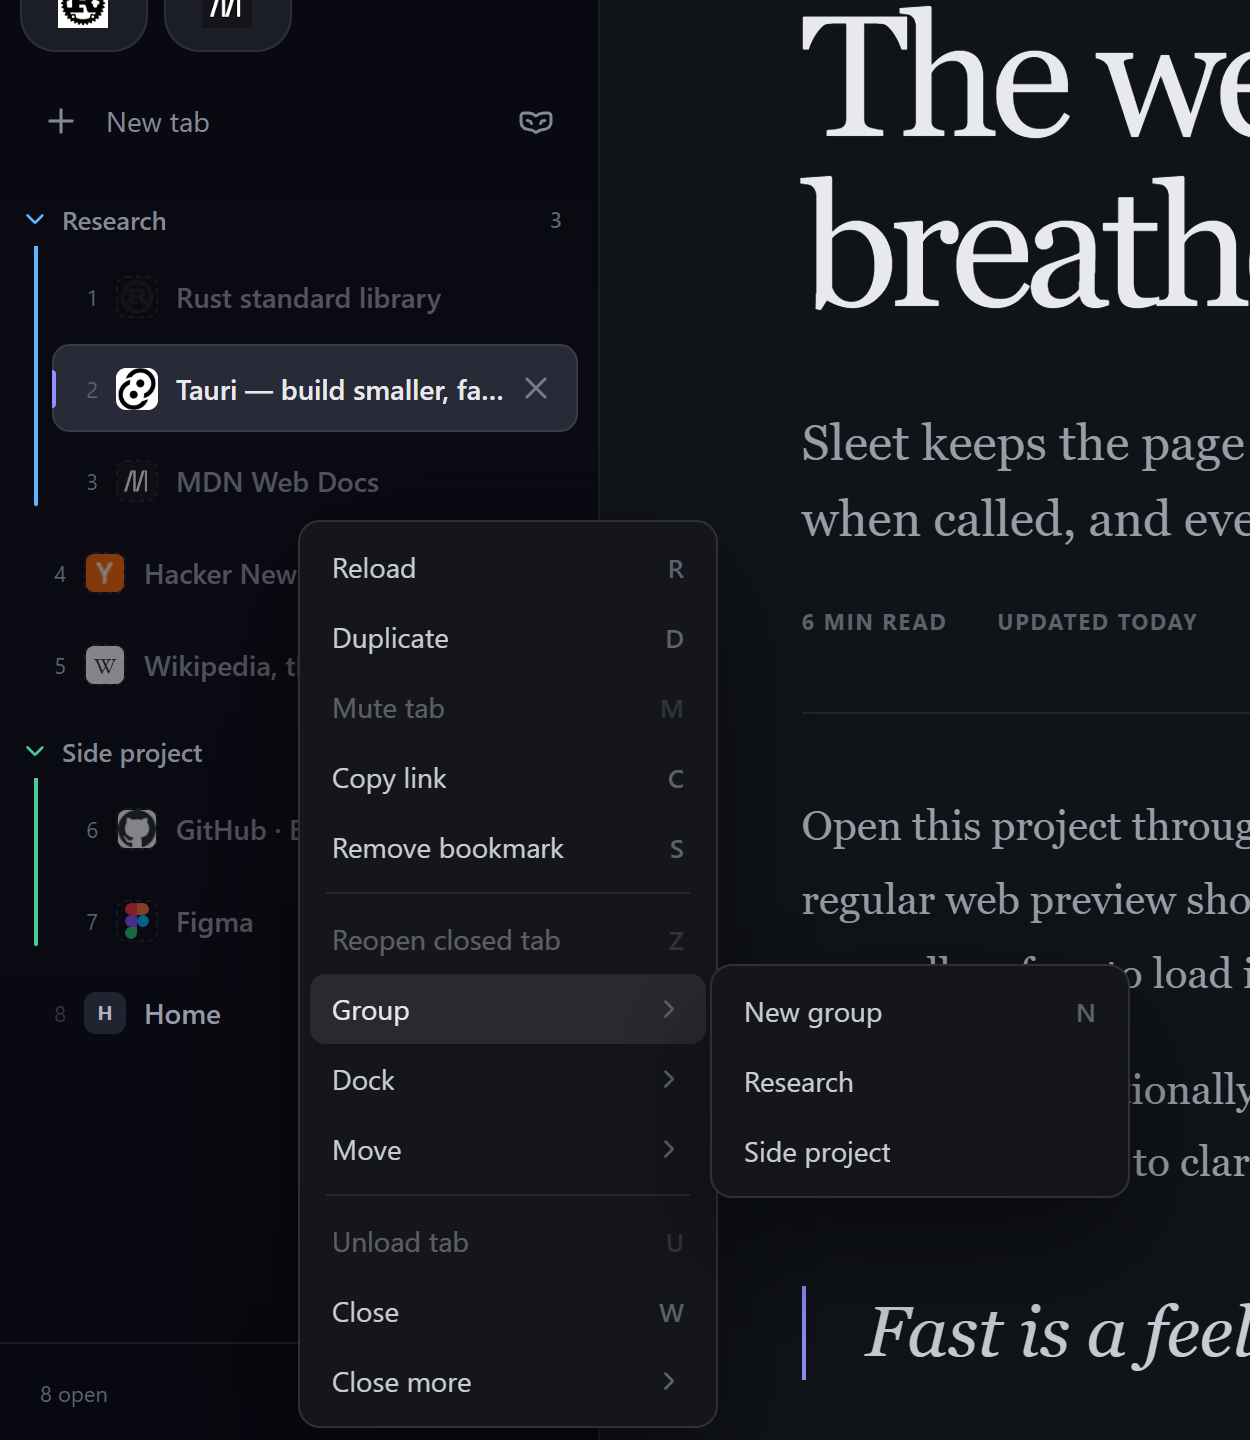 New tab
Research 3
1 Rust standard library
2 Tauri — build smaller, fa...
3 MDN Web Docs
4 Y Hacker New
5 W Wikipedia, t
Side project
6 GitHub ·
7 Figma
8 H Home
8 open
Reload R
Duplicate D
Mute tab M
Copy link C
Remove bookmark S
Reopen closed tab Z
Group
Dock
Move
Unload tab U
Close W
Close more
New group N
Research
Side project
The we
breath
Sleet keeps the page
when called, and eve
6 MIN READ UPDATED TODAY
Open this project throug
regular web preview sho
to load i
tionally
to clar
Fast is a feel